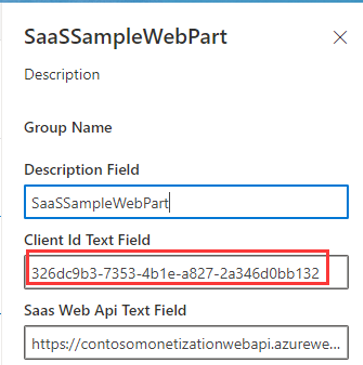 SaaSSampleWebPart
Description
Group Name
Description Field
SaaSSampleWebPart
Client Id Text Field
326dc9b3-7353-4b1e-a827-2a346d0bb132
Saas Web Api Text Field
https://contosomonetizationwebapi.azurewe...